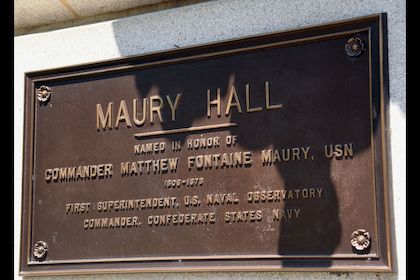 MAURY HALL
NAMED IN HONOR OF
COMMANDER MATTHEW FONTAINE MAURY, USN
1806-1873
FIRST SUPERINTENDENT, U.S. NAVAL OBSERVATORY
COMMANDER, CONFEDERATE STATES NAVY